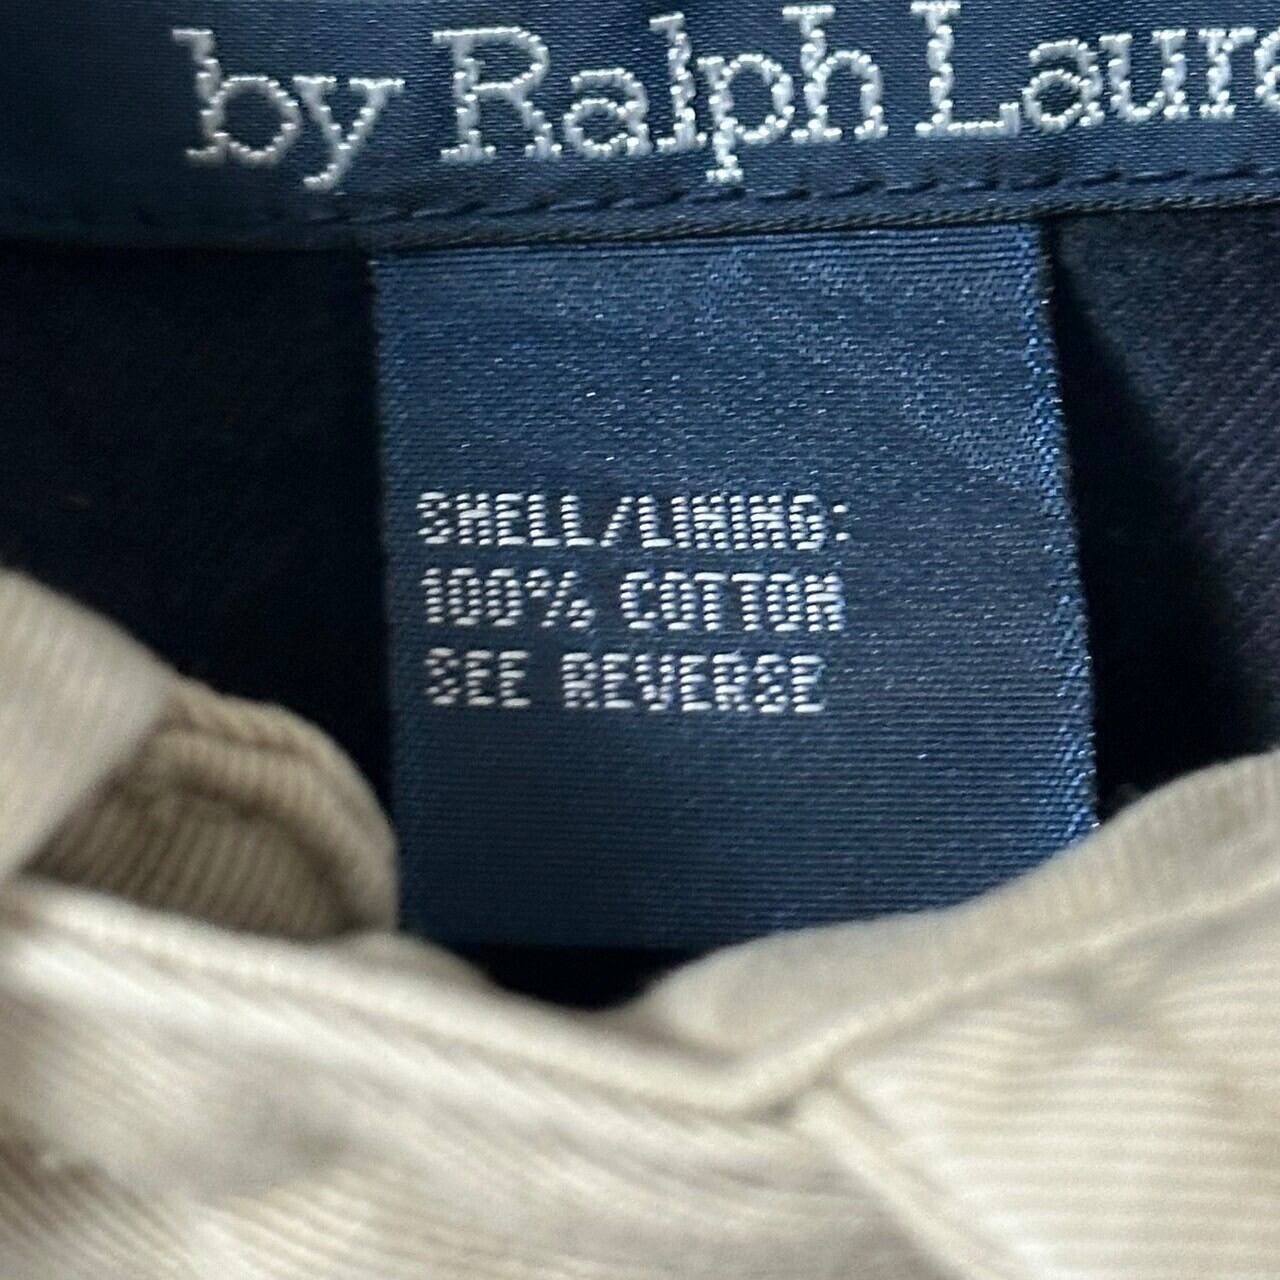 by Ralph Laure
SHELL/LINING:
100% COTTON
SEE REVERSE